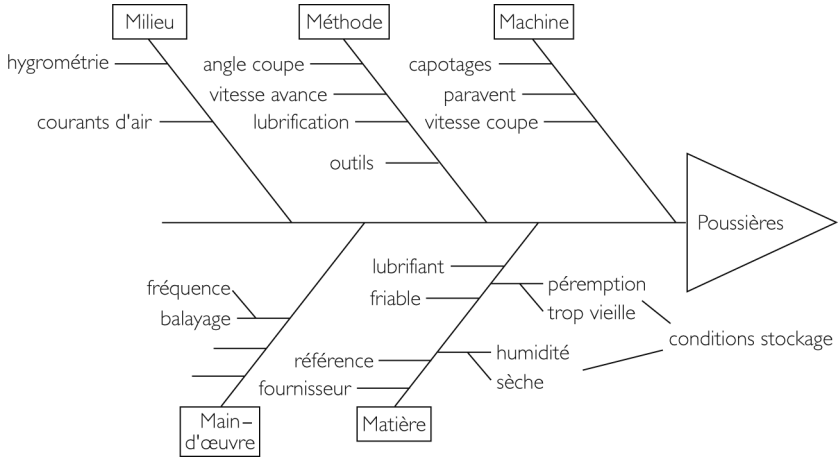 Milieu
Méthode
Machine
hygrométrie
courants d'air
angle coupe
vitesse avance
lubrification
outils
capotages
paravent
vitesse coupe
Poussières
fréquence
balayage
lubrifiant
friable
référence
fournisseur
péremption
trop vieille
humidité
sèche
conditions stockage
Main–
d'œuvre
Matière